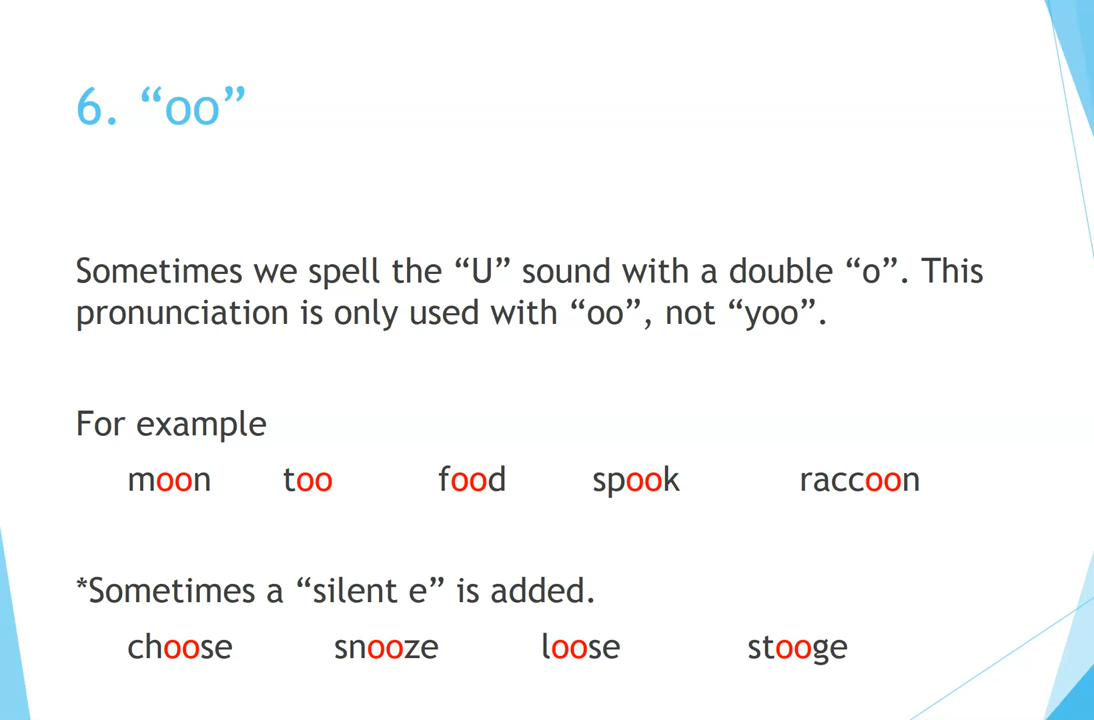 6. “oo”
Sometimes we spell the “U” sound with a double “o”. This
pronunciation is only used with “oo”, not “yoo”.
For example
moon too food spook raccoon
*Sometimes a “silent e” is added.
choose snooze loose stooge